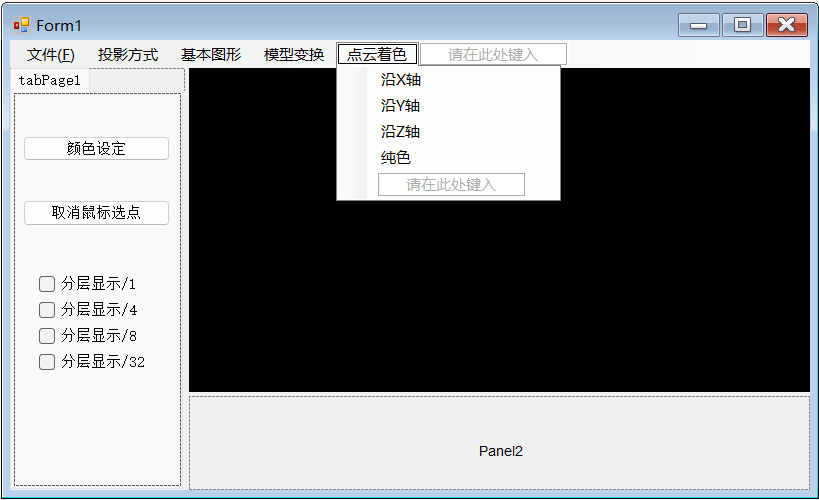 Form1
文件(F) 投影方式 基本图形 模型变换 点云着色 请在此处键入
tabPage1
沿X轴
沿Y轴
沿Z轴
纯色
请在此处键入
颜色设定
取消鼠标选点
分层显示/1
分层显示/4
分层显示/8
分层显示/32
Panel2